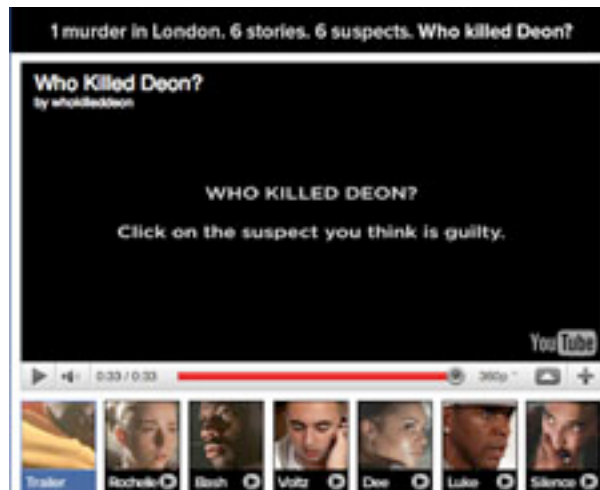 1 murder in London. 6 stories. 6 suspects. Who killed Deon?
Who Killed Deon?
by whokilleddeon
WHO KILLED DEON?
Click on the suspect you think is guilty.
YouTube
0:33 / 0:33 360p
Trailer Rochelle Bash Voltz Dee Luke Silence